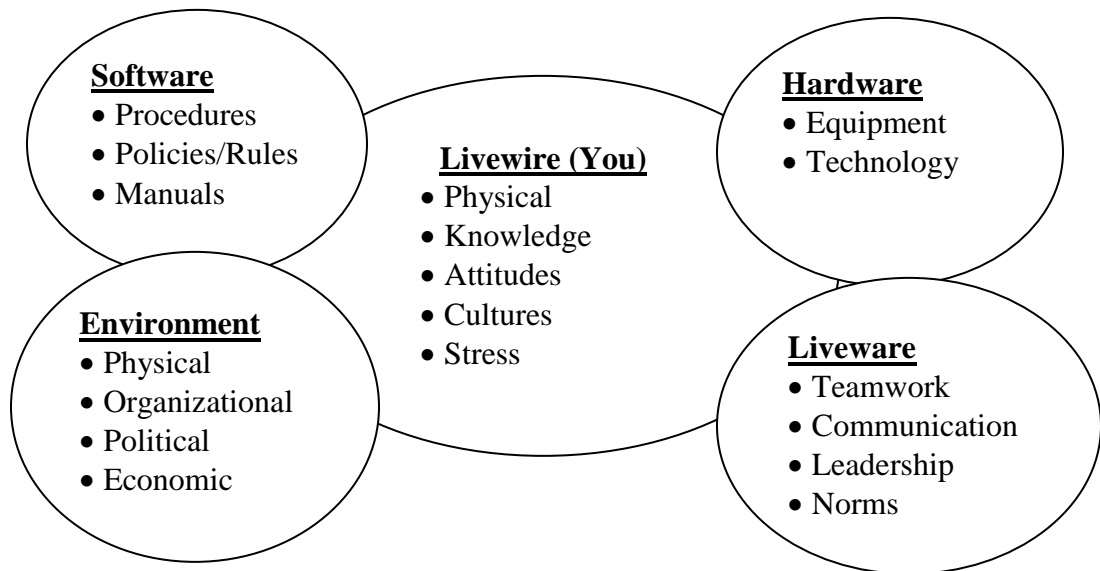 Software
• Procedures
• Policies/Rules
• Manuals
Livewire (You)
• Physical
• Knowledge
• Attitudes
• Cultures
• Stress
Hardware
• Equipment
• Technology
Environment
• Physical
• Organizational
• Political
• Economic
Liveware
• Teamwork
• Communication
• Leadership
• Norms